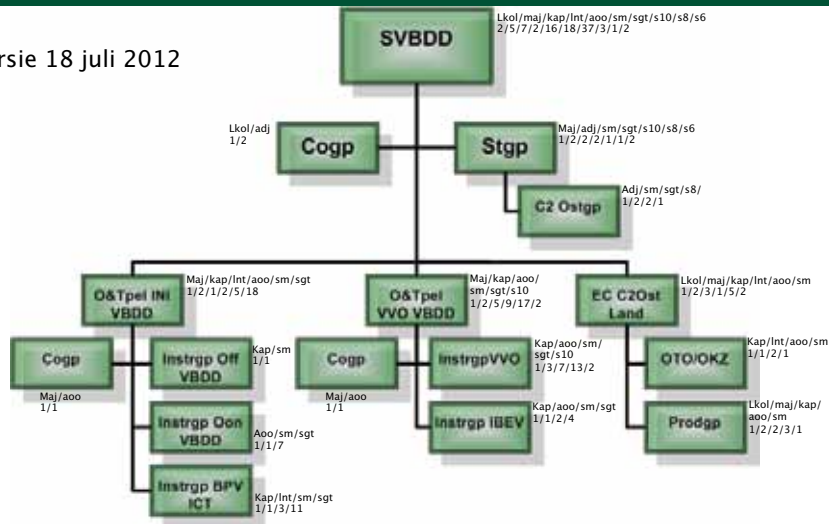 Lkol/maj/kap/lnt/aoo/sm/sgt/s10/s8/s6
2/5/7/2/16/18/37/3/1/2
SVBDD
rsie 18 juli 2012
Lkol/adj
1/2
Cogp
Stgp
Maj/adj/sm/sgt/s10/s8/s6
1/2/2/2/1/1/2
C2 Ostgp
Adj/sm/sgt/s8/
1/2/2/1
O&Tpel INI
VBDD
Maj/kap/lnt/aoo/sm/sgt
1/2/1/2/5/18
O&Tpel
VVO VBDD
Maj/kap/aoo/
sm/sgt/s10
1/2/5/9/17/2
EC C2Ost
Land
Lkol/maj/kap/lnt/aoo/sm
1/2/3/1/5/2
Cogp
Maj/aoo
1/1
Instrgp Off
VBDD
Kap/sm
1/1
Cogp
Maj/aoo
1/1
InstrgpVVO
Kap/aoo/sm/
sgt/s10
1/3/7/13/2
OTO/OKZ
Kap/lnt/aoo/sm
1/1/2/1
Instrgp Oon
VBDD
Aoo/sm/sgt
1/1/7
Instrgp IBEV
Kap/aoo/sm/sgt
1/1/2/4
Prodgp
Lkol/maj/kap/
aoo/sm
1/2/2/3/1
Instrgp BPV
ICT
Kap/lnt/sm/sgt
1/1/3/11